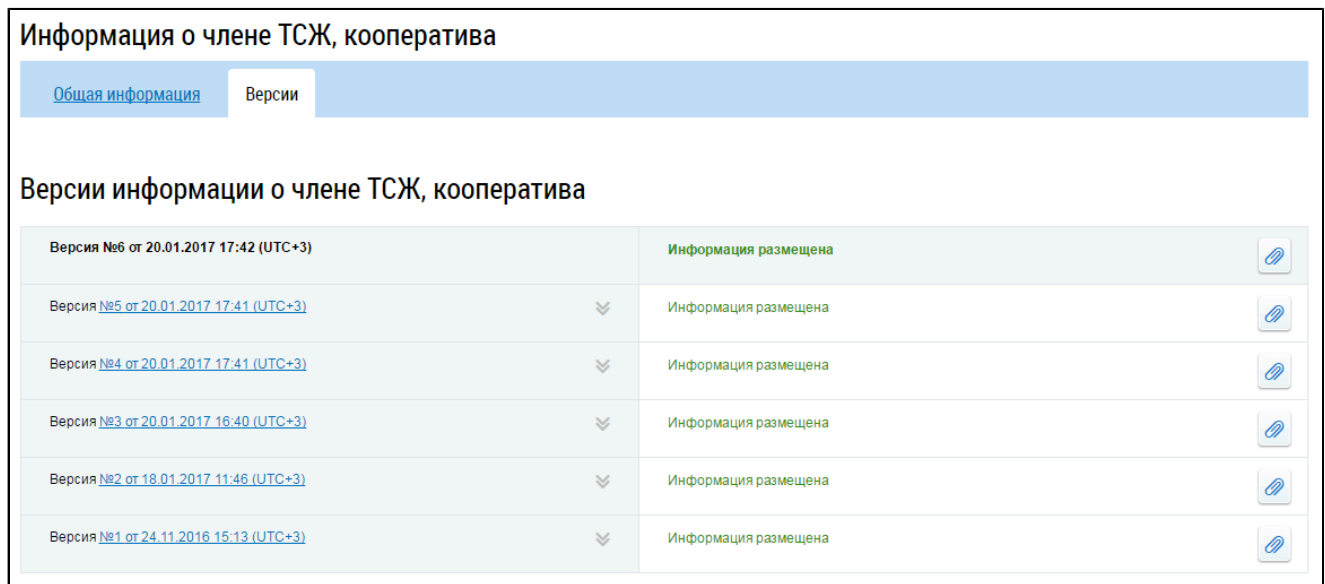 Информация о члене ТСЖ, кооператива
Общая информация Версии
Версии информации о члене ТСЖ, кооператива
Версия №6 от 20.01.2017 17:42 (UTC+3) Информация размещена
Версия №5 от 20.01.2017 17:41 (UTC+3) Информация размещена
Версия №4 от 20.01.2017 17:41 (UTC+3) Информация размещена
Версия №3 от 20.01.2017 16:40 (UTC+3) Информация размещена
Версия №2 от 18.01.2017 11:46 (UTC+3) Информация размещена
Версия №1 от 24.11.2016 15:13 (UTC+3) Информация размещена